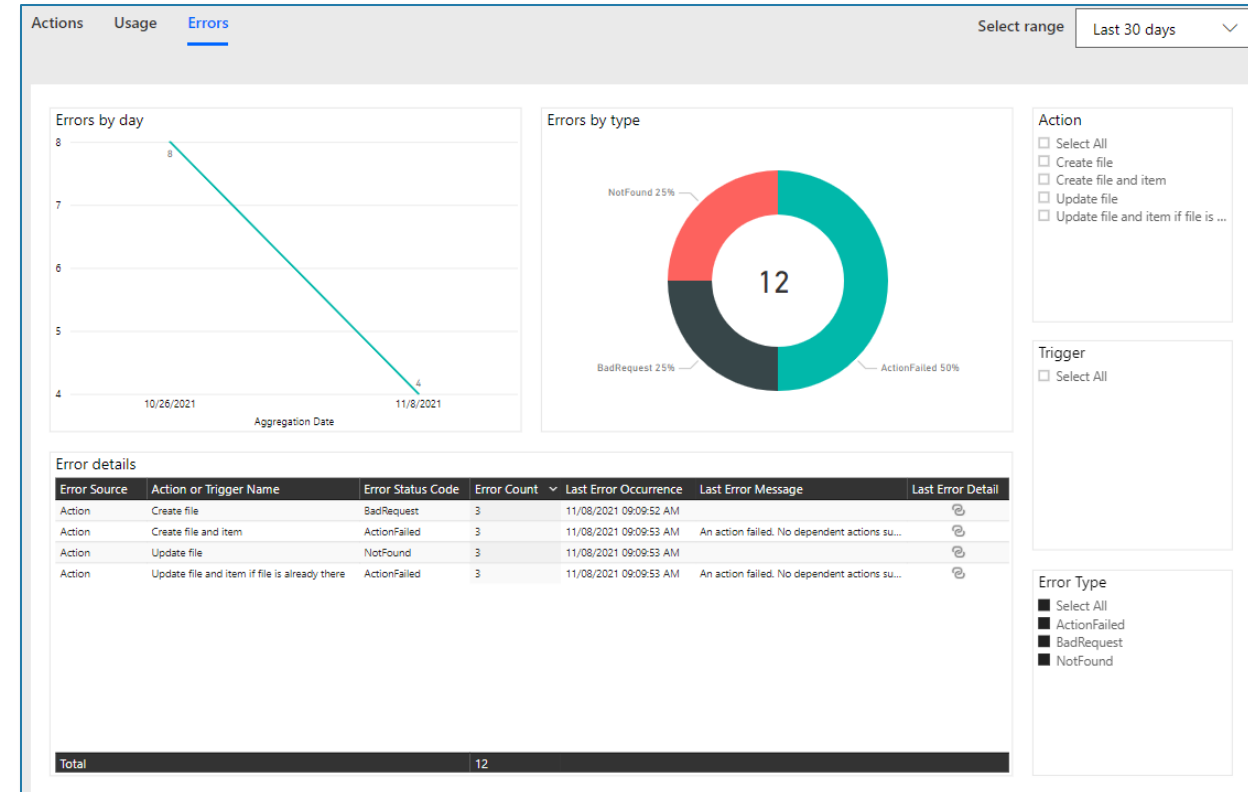 Actions Usage Errors Select range Last 30 days
Errors by day
8
8
7
6
5
4
4
10/26/2021 11/8/2021
Aggregation Date
Errors by type
NotFound 25%
12
BadRequest 25%
ActionFailed 50%
Action
Select All
Create file
Create file and item
Update file
Update file and item if file is ...
Trigger
Select All
Error details
Error Source Action or Trigger Name Error Status Code Error Count Last Error Occurrence Last Error Message Last Error Detail
Action Create file BadRequest 3 11/08/2021 09:09:52 AM
Action Create file and item ActionFailed 3 11/08/2021 09:09:53 AM An action failed. No dependent actions su...
Action Update file NotFound 3 11/08/2021 09:09:53 AM
Action Update file and item if file is already there ActionFailed 3 11/08/2021 09:09:53 AM An action failed. No dependent actions su...
Total 12
Error Type
Select All
ActionFailed
BadRequest
NotFound